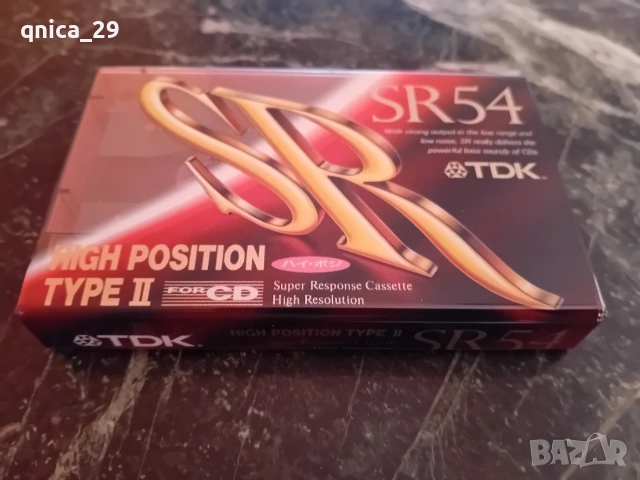 qnica_29
SR54
With strong output in the low range and
low noise, SR really delivers the
powerful bass sounds of CDs.
TDK
SR
HIGH POSITION
ハイ・ポジ
TYPE II
FOR CD
Super Response Cassette
High Resolution
TDK
HIGH POSITION TYPE II
SR54
BAZAR